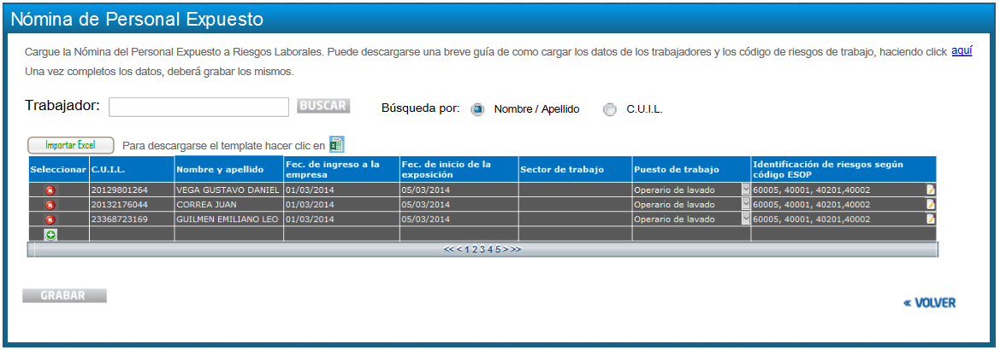 Nómina de Personal Expuesto
Cargue la Nómina del Personal Expuesto a Riesgos Laborales. Puede descargarse una breve guía de como cargar los datos de los trabajadores y los código de riesgos de trabajo, haciendo click aquí
Una vez completos los datos, deberá grabar los mismos.
Trabajador: BUSCAR Búsqueda por: Nombre / Apellido C.U.I.L.
Importar Excel Para descargarse el template hacer clic en
Seleccionar C.U.I.L. Nombre y apellido Fec. de ingreso a la empresa Fec. de inicio de la exposición Sector de trabajo Puesto de trabajo Identificación de riesgos según código ESOP
20129801264 VEGA GUSTAVO DANIEL 01/03/2014 05/03/2014 Operario de lavado 60005, 40001, 40201,40002
20132176044 CORREA JUAN 01/03/2014 05/03/2014 Operario de lavado 60005, 40001, 40201,40002
23368723169 GUILMEN EMILIANO LEO 01/03/2014 05/03/2014 Operario de lavado 60005, 40001, 40201,40002
<< < 1 2 3 4 5 > >>
GRABAR
« VOLVER